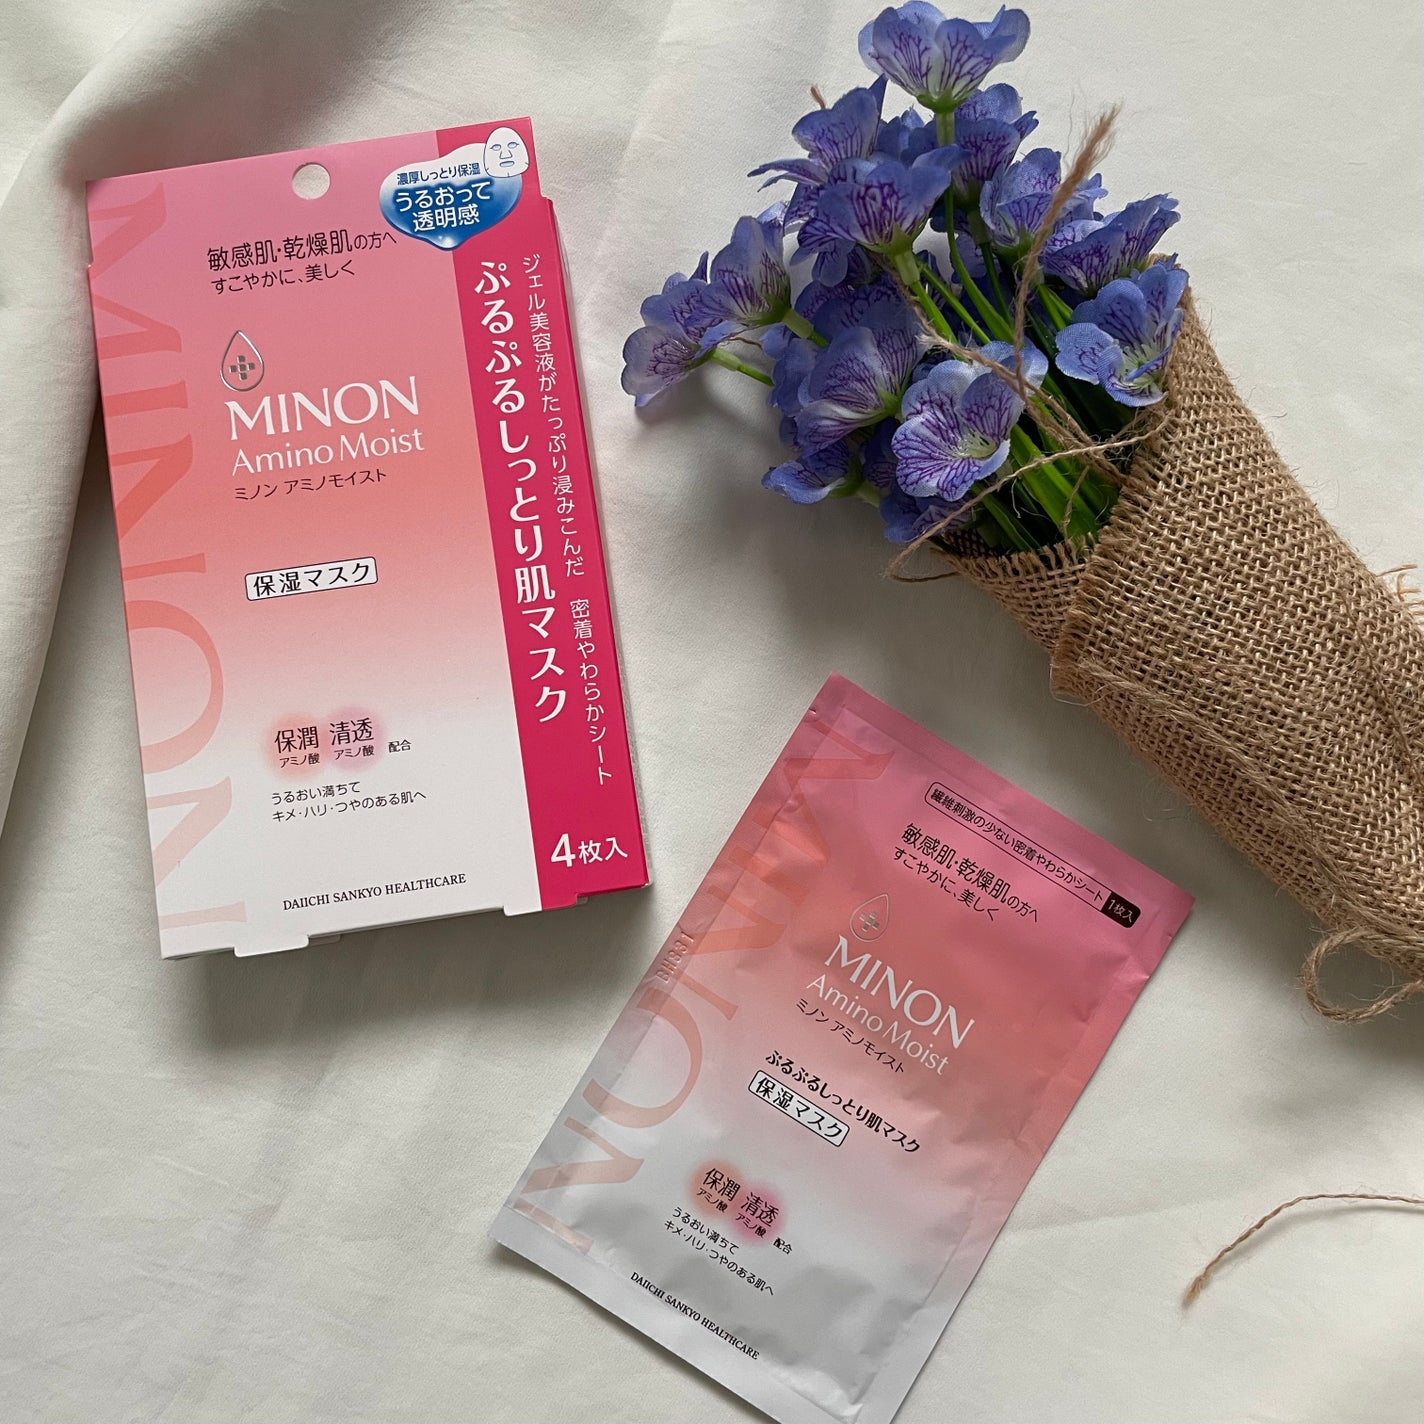 濃厚しっとり保湿
うるおって
透明感
敏感肌・乾燥肌の方へ
すこやかに、美しく
MINON
MINON
Amino Moist
ミノン アミノモイスト
保湿マスク
ジェル美容液がたっぷり浸みこんだ 密着やわらかシート
ぷるぷるしっとり肌マスク
保潤 清透
アミノ酸 アミノ酸 配合
うるおい満ちて
キメ・ハリ・つやのある肌へ
4枚入
DAIICHI SANKYO HEALTHCARE
繊維刺激の少ない密着やわらかシート 1枚入
敏感肌・乾燥肌の方へ
すこやかに、美しく
MINON
MINON
Amino Moist
ミノン アミノモイスト
ぷるぷるしっとり肌マスク
保湿マスク
保潤 清透
アミノ酸 アミノ酸 配合
うるおい満ちて
キメ・ハリ・つやのある肌へ
DAIICHI SANKYO HEALTHCARE